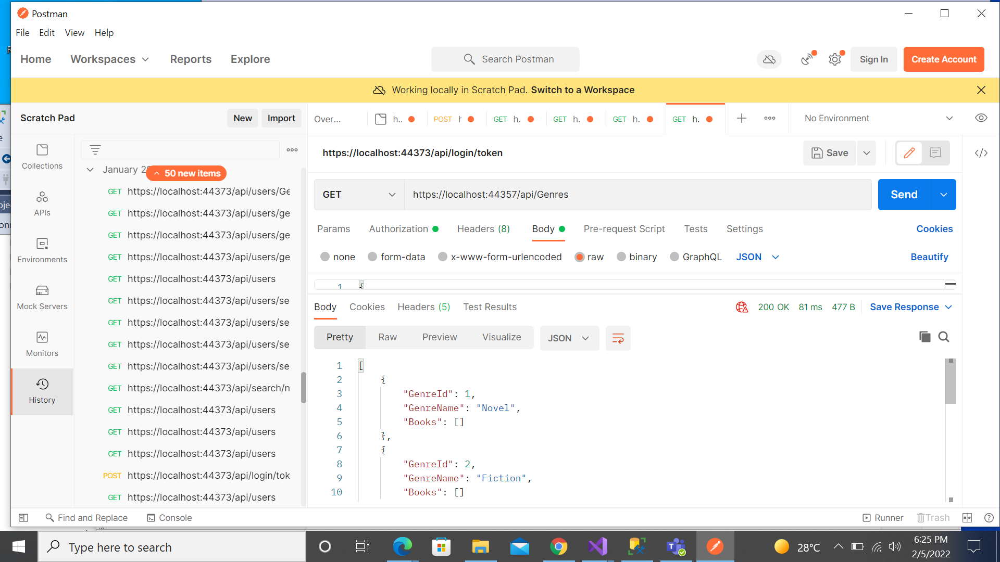 Postman
File Edit View Help
Home Workspaces Reports Explore Search Postman Sign In Create Account
Working locally in Scratch Pad. Switch to a Workspace
Scratch Pad New Import
Over... h.. POST h GET h. GET h. GET h. GET h. No Environment
Collections
APIs
Environments
Mock Servers
Monitors
History
January 50 new items
GET https://localhost:44373/api/users/Ge
GET https://localhost:44373/api/users/ge
GET https://localhost:44373/api/users/ge
GET https://localhost:44373/api/users/ge
GET https://localhost:44373/api/users
GET https://localhost:44373/api/users/se
GET https://localhost:44373/api/users/se
GET https://localhost:44373/api/users/se
GET https://localhost:44373/api/users/se
GET https://localhost:44373/api/search/n
GET https://localhost:44373/api/users
GET https://localhost:44373/api/users
GET https://localhost:44373/api/users
POST https://localhost:44373/api/login/tok
GET https://localhost:44373/api/users
https://localhost:44373/api/login/token Save
GET https://localhost:44357/api/Genres Send
Params Authorization Headers (8) Body Pre-request Script Tests Settings Cookies
none form-data x-www-form-urlencoded raw binary GraphQL JSON Beautify
1 {
Body Cookies Headers (5) Test Results 200 OK 81 ms 477 B Save Response
Pretty Raw Preview Visualize JSON
1 [
2 {
3 "GenreId": 1,
4 "GenreName": "Novel",
5 "Books": []
6 },
7 {
8 "GenreId": 2,
9 "GenreName": "Fiction",
10 "Books": []
Find and Replace Console Runner Trash
Type here to search 28°C 6:25 PM
2/5/2022